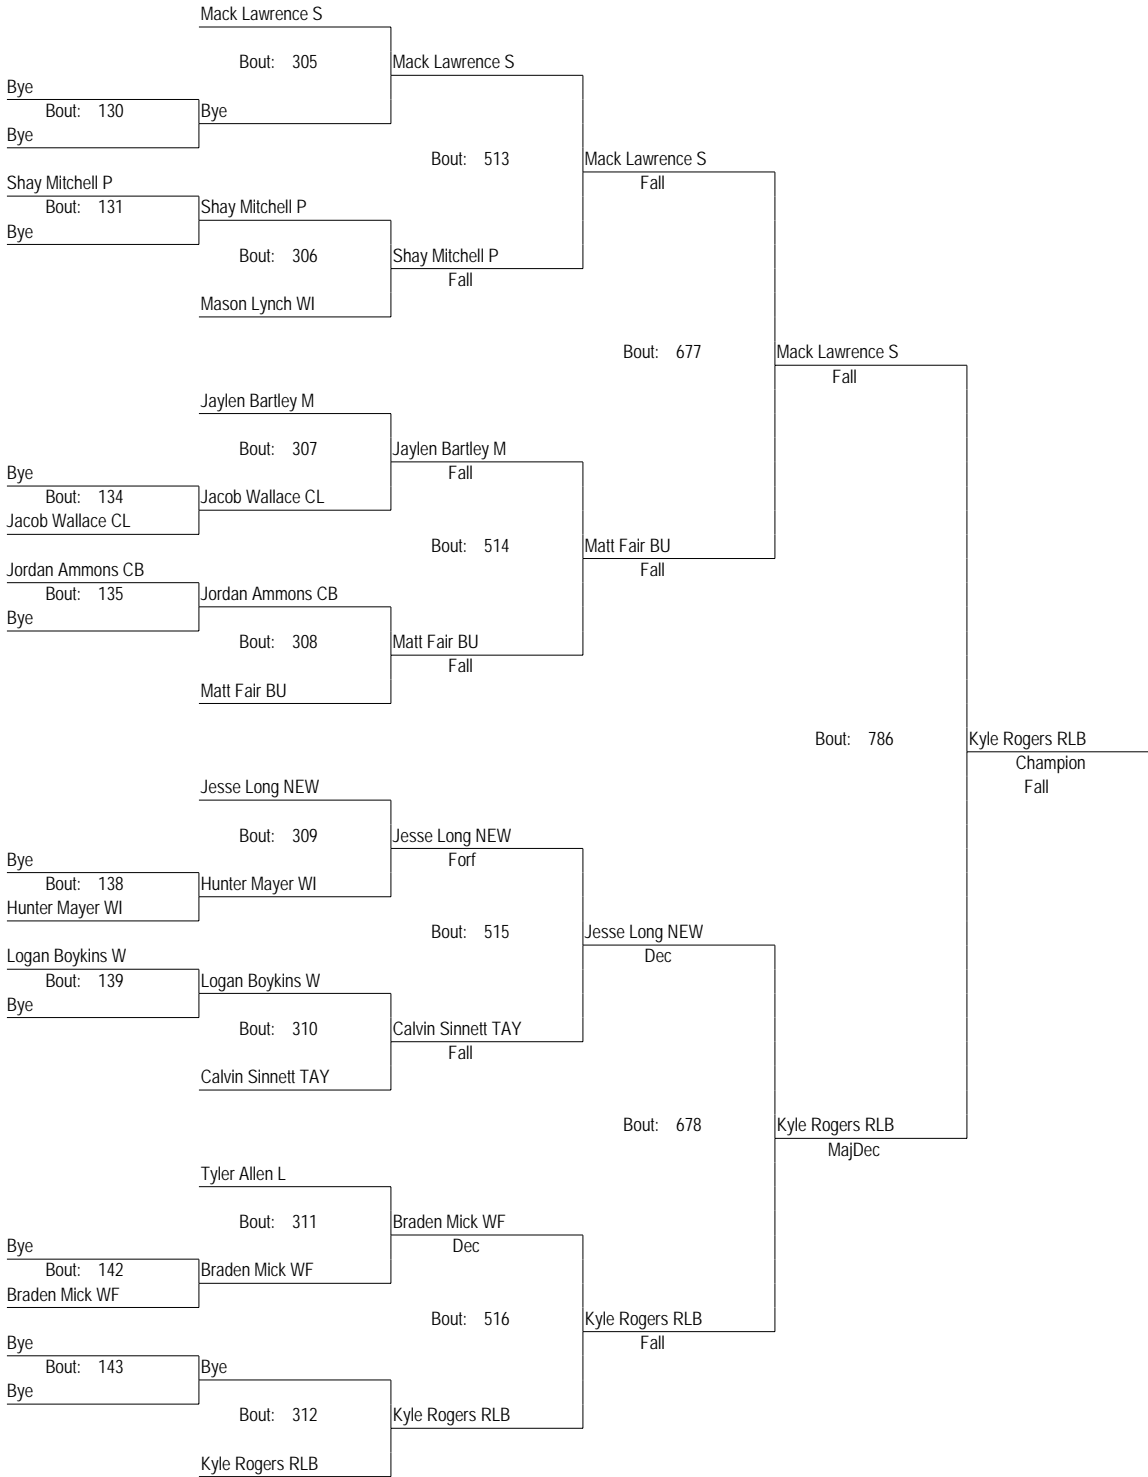 Mack Lawrence S
Bout: 305
Mack Lawrence S
Bye
Bout: 130
Bye
Bye
Bout: 513
Mack Lawrence S
Fall
Shay Mitchell P
Bout: 131
Shay Mitchell P
Bye
Bout: 306
Shay Mitchell P
Fall
Mason Lynch WI
Bout: 677
Mack Lawrence S
Fall
Jaylen Bartley M
Bout: 307
Jaylen Bartley M
Fall
Bye
Bout: 134
Jacob Wallace CL
Jacob Wallace CL
Bout: 514
Matt Fair BU
Fall
Jordan Ammons CB
Bout: 135
Jordan Ammons CB
Bye
Bout: 308
Matt Fair BU
Fall
Matt Fair BU
Bout: 786
Kyle Rogers RLB
Champion
Fall
Jesse Long NEW
Bout: 309
Jesse Long NEW
Forf
Bye
Bout: 138
Hunter Mayer WI
Hunter Mayer WI
Bout: 515
Jesse Long NEW
Dec
Logan Boykins W
Bout: 139
Logan Boykins W
Bye
Bout: 310
Calvin Sinnett TAY
Fall
Calvin Sinnett TAY
Bout: 678
Kyle Rogers RLB
MajDec
Tyler Allen L
Bout: 311
Braden Mick WF
Dec
Bye
Bout: 142
Braden Mick WF
Braden Mick WF
Bout: 516
Kyle Rogers RLB
Fall
Bye
Bout: 143
Bye
Bye
Bout: 312
Kyle Rogers RLB
Kyle Rogers RLB